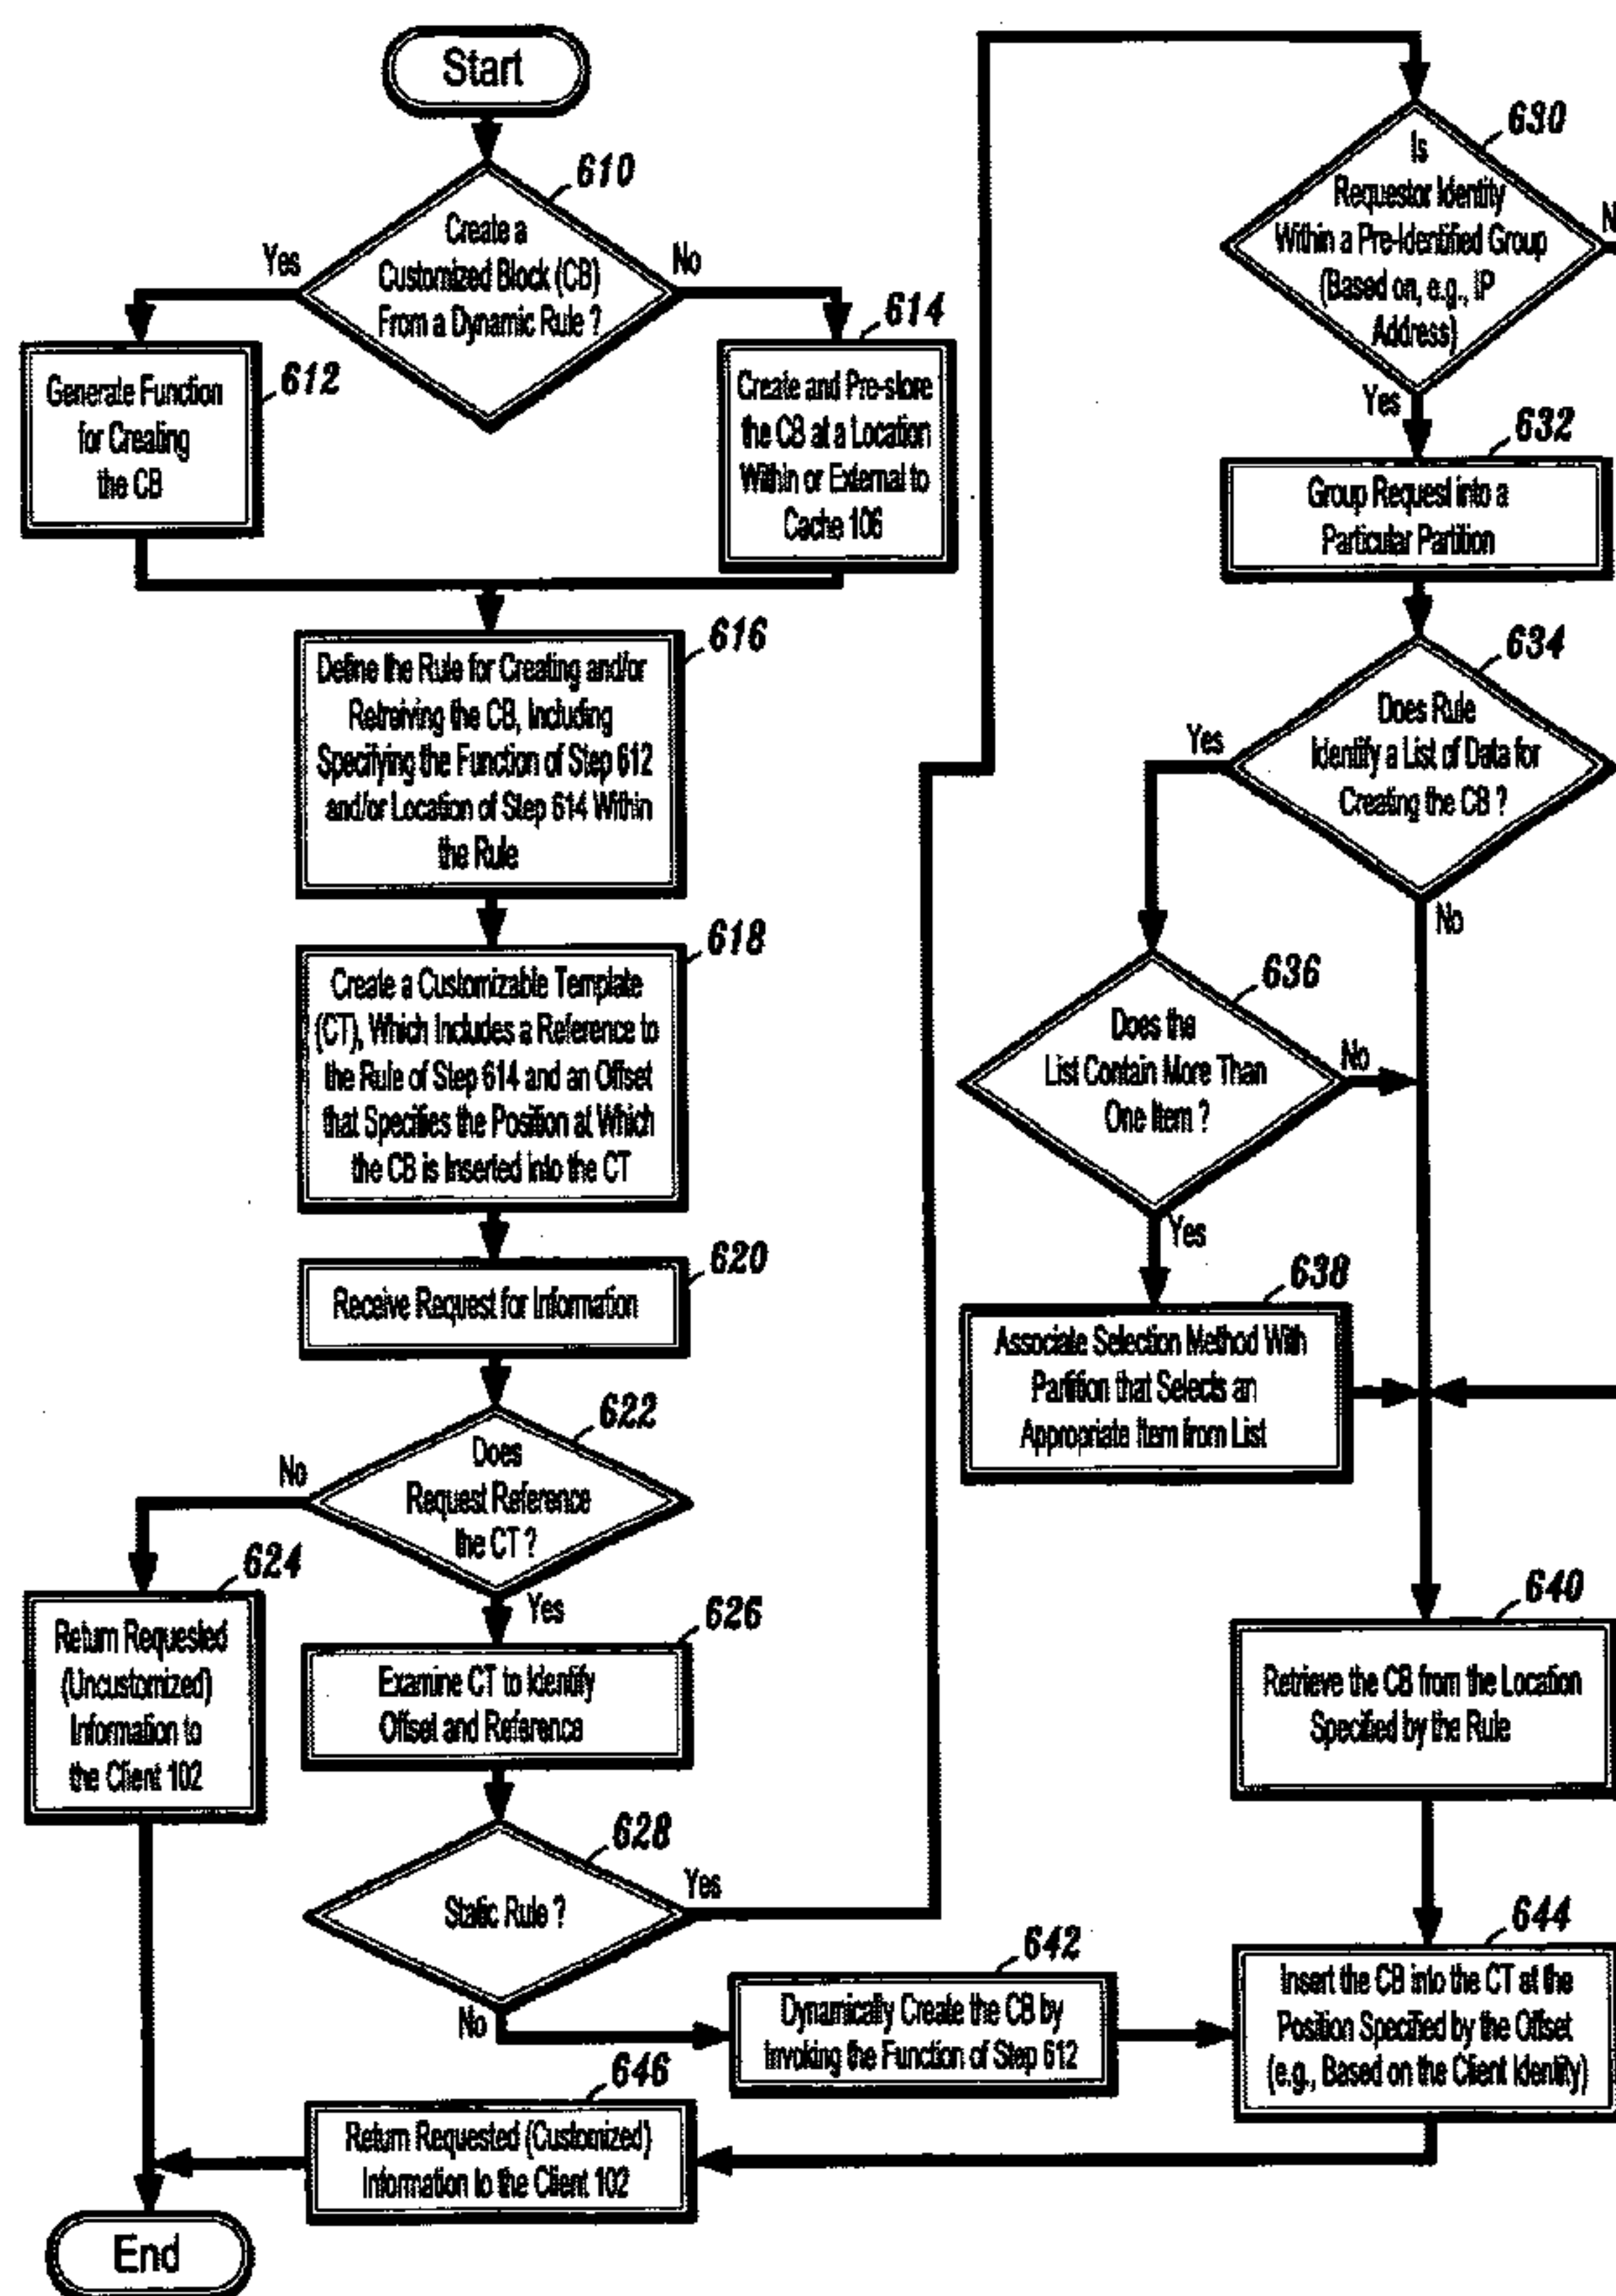 Start
610
Create a
Customized Block (CB)
From a Dynamic Rule ?
Yes
No
612
Generate Function
for Creating
the CB
614
Create and Pre-store
the CB at a Location
Within or External to
Cache 106
616
Define the Rule for Creating and/or
Retreiving the CB, Including
Specifying the Function of Step 612
and/or Location of Step 614 Within
the Rule
618
Create a Customizable Template
(CT), Which Includes a Reference to
the Rule of Step 614 and an Offset
that Specifies the Position at Which
the CB is Inserted into the CT
620
Receive Request for Information
622
Does
Request Reference
the CT ?
No
Yes
624
Return Requested
(Uncustomized)
Information to
the Client 102
626
Examine CT to Identify
Offset and Reference
628
Static Rule ?
Yes
No
630
Is
Requestor Identity
Within a Pre-Identified Group
(Based on, e.g., IP
Address)
N
Yes
632
Group Request into a
Particular Partition
634
Does Rule
Identify a List of Data for
Creating the CB ?
Yes
No
636
Does the
List Contain More Than
One Item ?
No
Yes
638
Associate Selection Method With
Partition that Selects an
Appropriate Item from List
640
Retrieve the CB from the Location
Specified by the Rule
642
Dynamically Create the CB by
Invoking the Function of Step 612
644
Insert the CB into the CT at the
Position Specified by the Offset
(e.g., Based on the Client Identity)
646
Return Requested (Customized)
Information to the Client 102
End